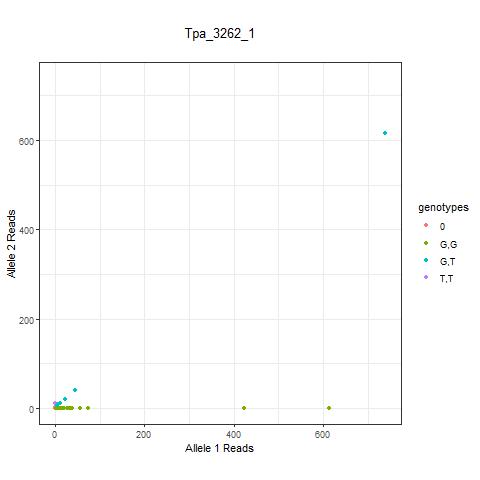 Tpa_3262_1
Allele 2 Reads
600
400
200
0
0 200 400 600
Allele 1 Reads
genotypes
0
G,G
G,T
T,T